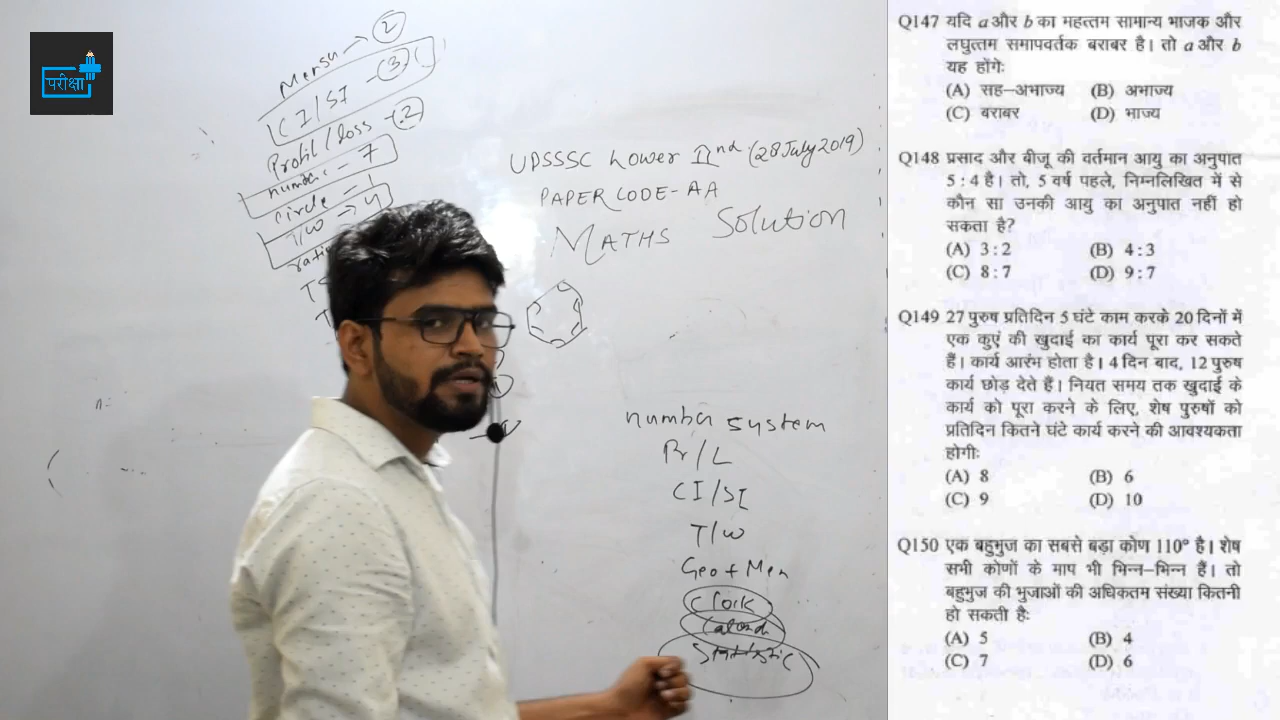 परीक्षा
Mensu → 2
CI/SI - 3
Profit/loss - 2
number - 7
circle = 1
T/W → 4
UPSSSC Lower IInd (28 July 2019)
PAPER CODE - AA
MATHS Solution
number system
Pr/L
CI/SI
T/W
Geo + Men
Clock
Statistic
Q147 यदि a और b का महत्तम सामान्य भाजक और
लघुत्तम समापवर्तक बराबर है। तो a और b
यह होंगेः
(A) सह–अभाज्य (B) अभाज्य
(C) बराबर (D) भाज्य
Q148 प्रसाद और बीजू की वर्तमान आयु का अनुपात
5 : 4 है। तो, 5 वर्ष पहले, निम्नलिखित में से
कौन सा उनकी आयु का अनुपात नहीं हो
सकता है?
(A) 3 : 2 (B) 4 : 3
(C) 8 : 7 (D) 9 : 7
Q149 27 पुरुष प्रतिदिन 5 घंटे काम करके 20 दिनों में
एक कुएं की खुदाई का कार्य पूरा कर सकते
हैं। कार्य आरंभ होता है। 4 दिन बाद, 12 पुरुष
कार्य छोड़ देते हैं। नियत समय तक खुदाई के
कार्य को पूरा करने के लिए, शेष पुरुषों को
प्रतिदिन कितने घंटे कार्य करने की आवश्यकता
होगीः
(A) 8 (B) 6
(C) 9 (D) 10
Q150 एक बहुभुज का सबसे बड़ा कोण 110° है। शेष
सभी कोणों के माप भी भिन्न–भिन्न हैं। तो
बहुभुज की भुजाओं की अधिकतम संख्या कितनी
हो सकती हैः
(A) 5 (B) 4
(C) 7 (D) 6